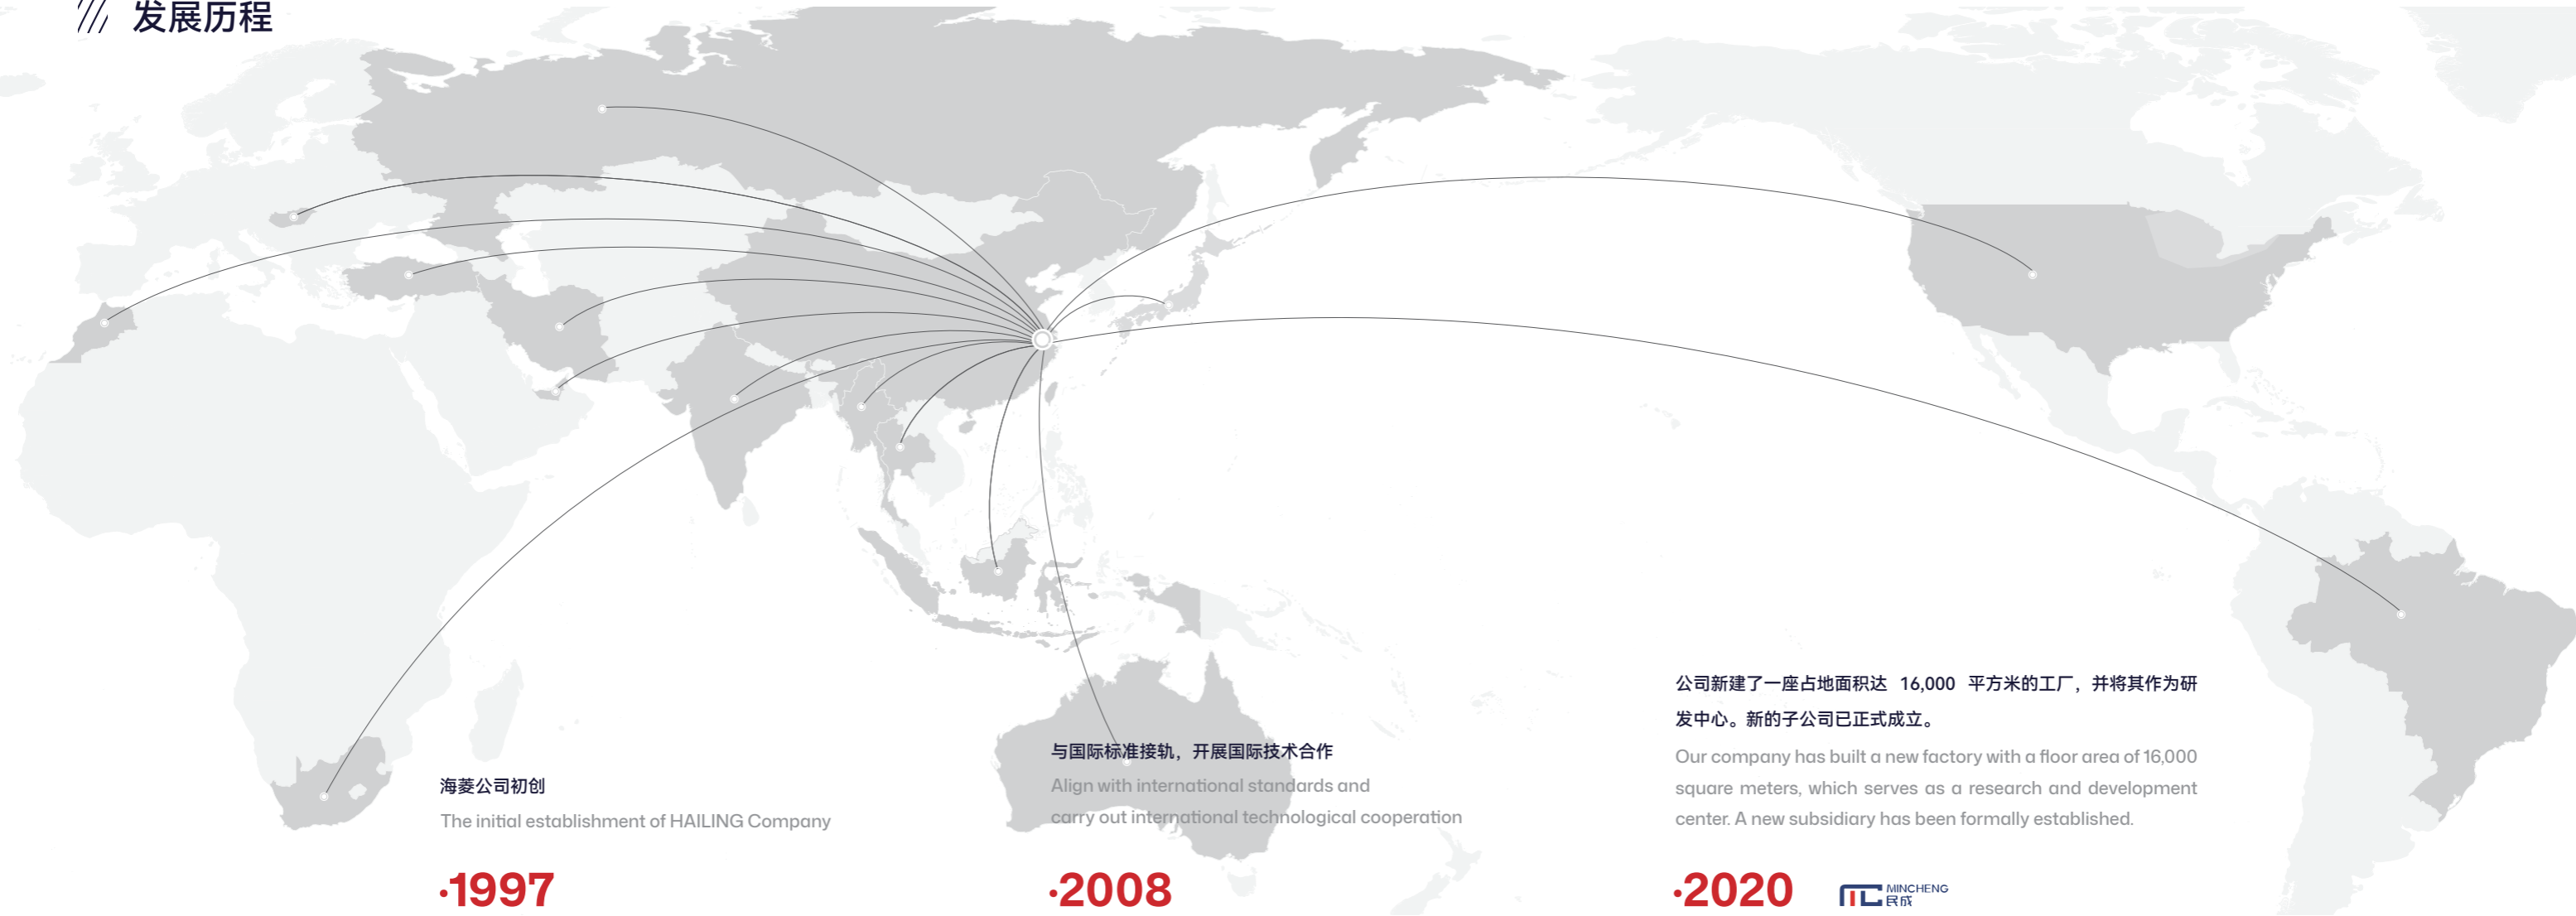 发展历程
海菱公司初创
The initial establishment of HAILING Company
·1997
与国际标准接轨，开展国际技术合作
Align with international standards and
carry out international technological cooperation
·2008
公司新建了一座占地面积达 16,000 平方米的工厂，并将其作为研
发中心。新的子公司已正式成立。
Our company has built a new factory with a floor area of 16,000
square meters, which serves as a research and development
center. A new subsidiary has been formally established.
·2020
MINCHENG
民成